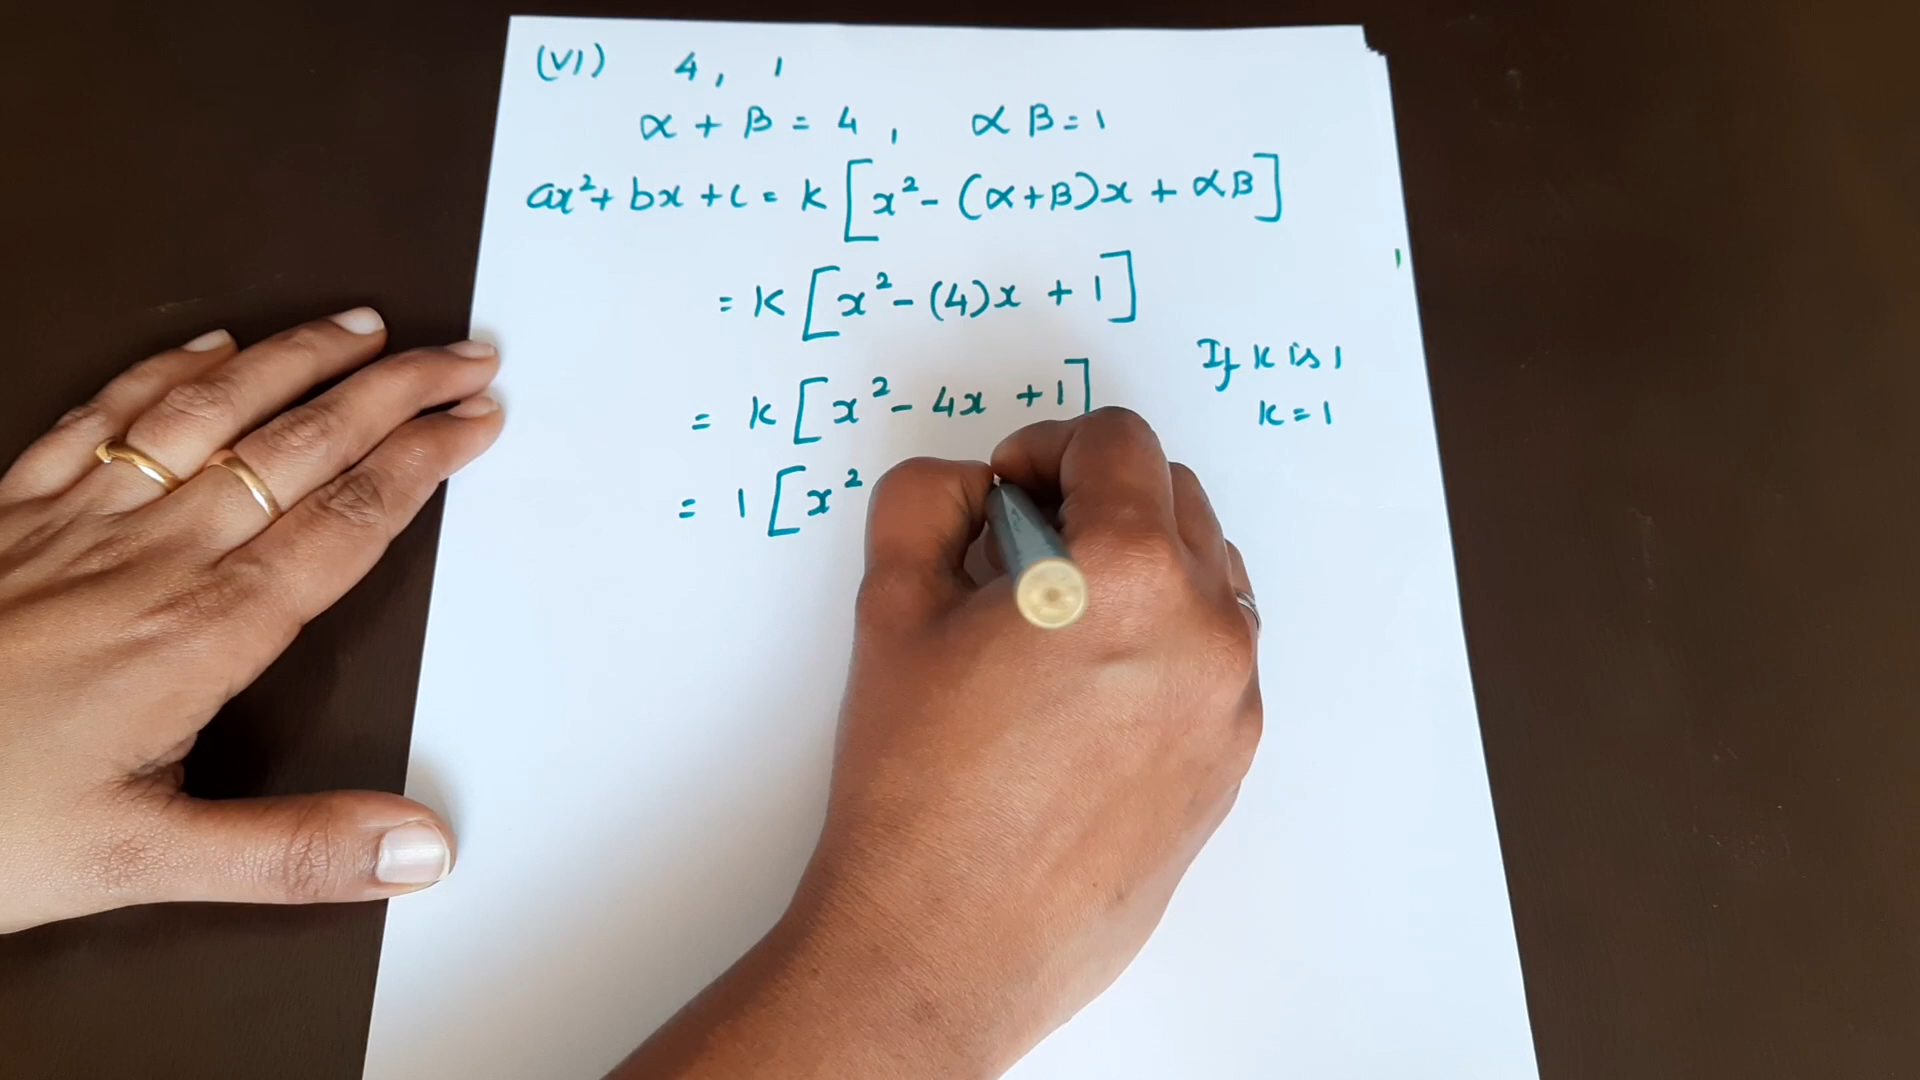 (VI) 4, 1
α + β = 4, αβ = 1
ax² + bx + c = k [x² - (α+β)x + αβ]
= k [x² - (4)x + 1]
= k [x² - 4x + 1]
If k is 1
k = 1
= 1 [x²